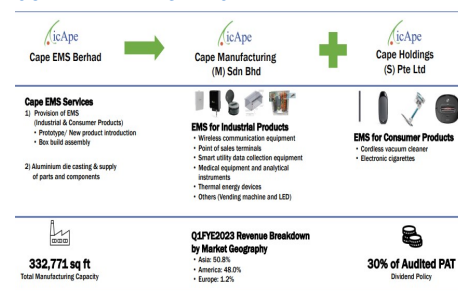 icApe
Cape EMS Berhad
icApe
Cape Manufacturing
(M) Sdn Bhd
icApe
Cape Holdings
(S) Pte Ltd
Cape EMS Services
1) Provision of EMS
(Industrial & Consumer Products)
• Prototype/ New product introduction
• Box build assembly
2) Aluminium die casting & supply
of parts and components
EMS for Industrial Products
• Wireless communication equipment
• Point of sales terminals
• Smart utility data collection equipment
• Medical equipment and analytical
instruments
• Thermal energy devices
• Others (Vending machine and LED)
EMS for Consumer Products
• Cordless vacuum cleaner
• Electronic cigarettes
332,771 sq ft
Total Manufacturing Capacity
Q1FYE2023 Revenue Breakdown
by Market Geography
• Asia: 50.8%
• America: 48.0%
• Europe: 1.2%
30% of Audited PAT
Dividend Policy